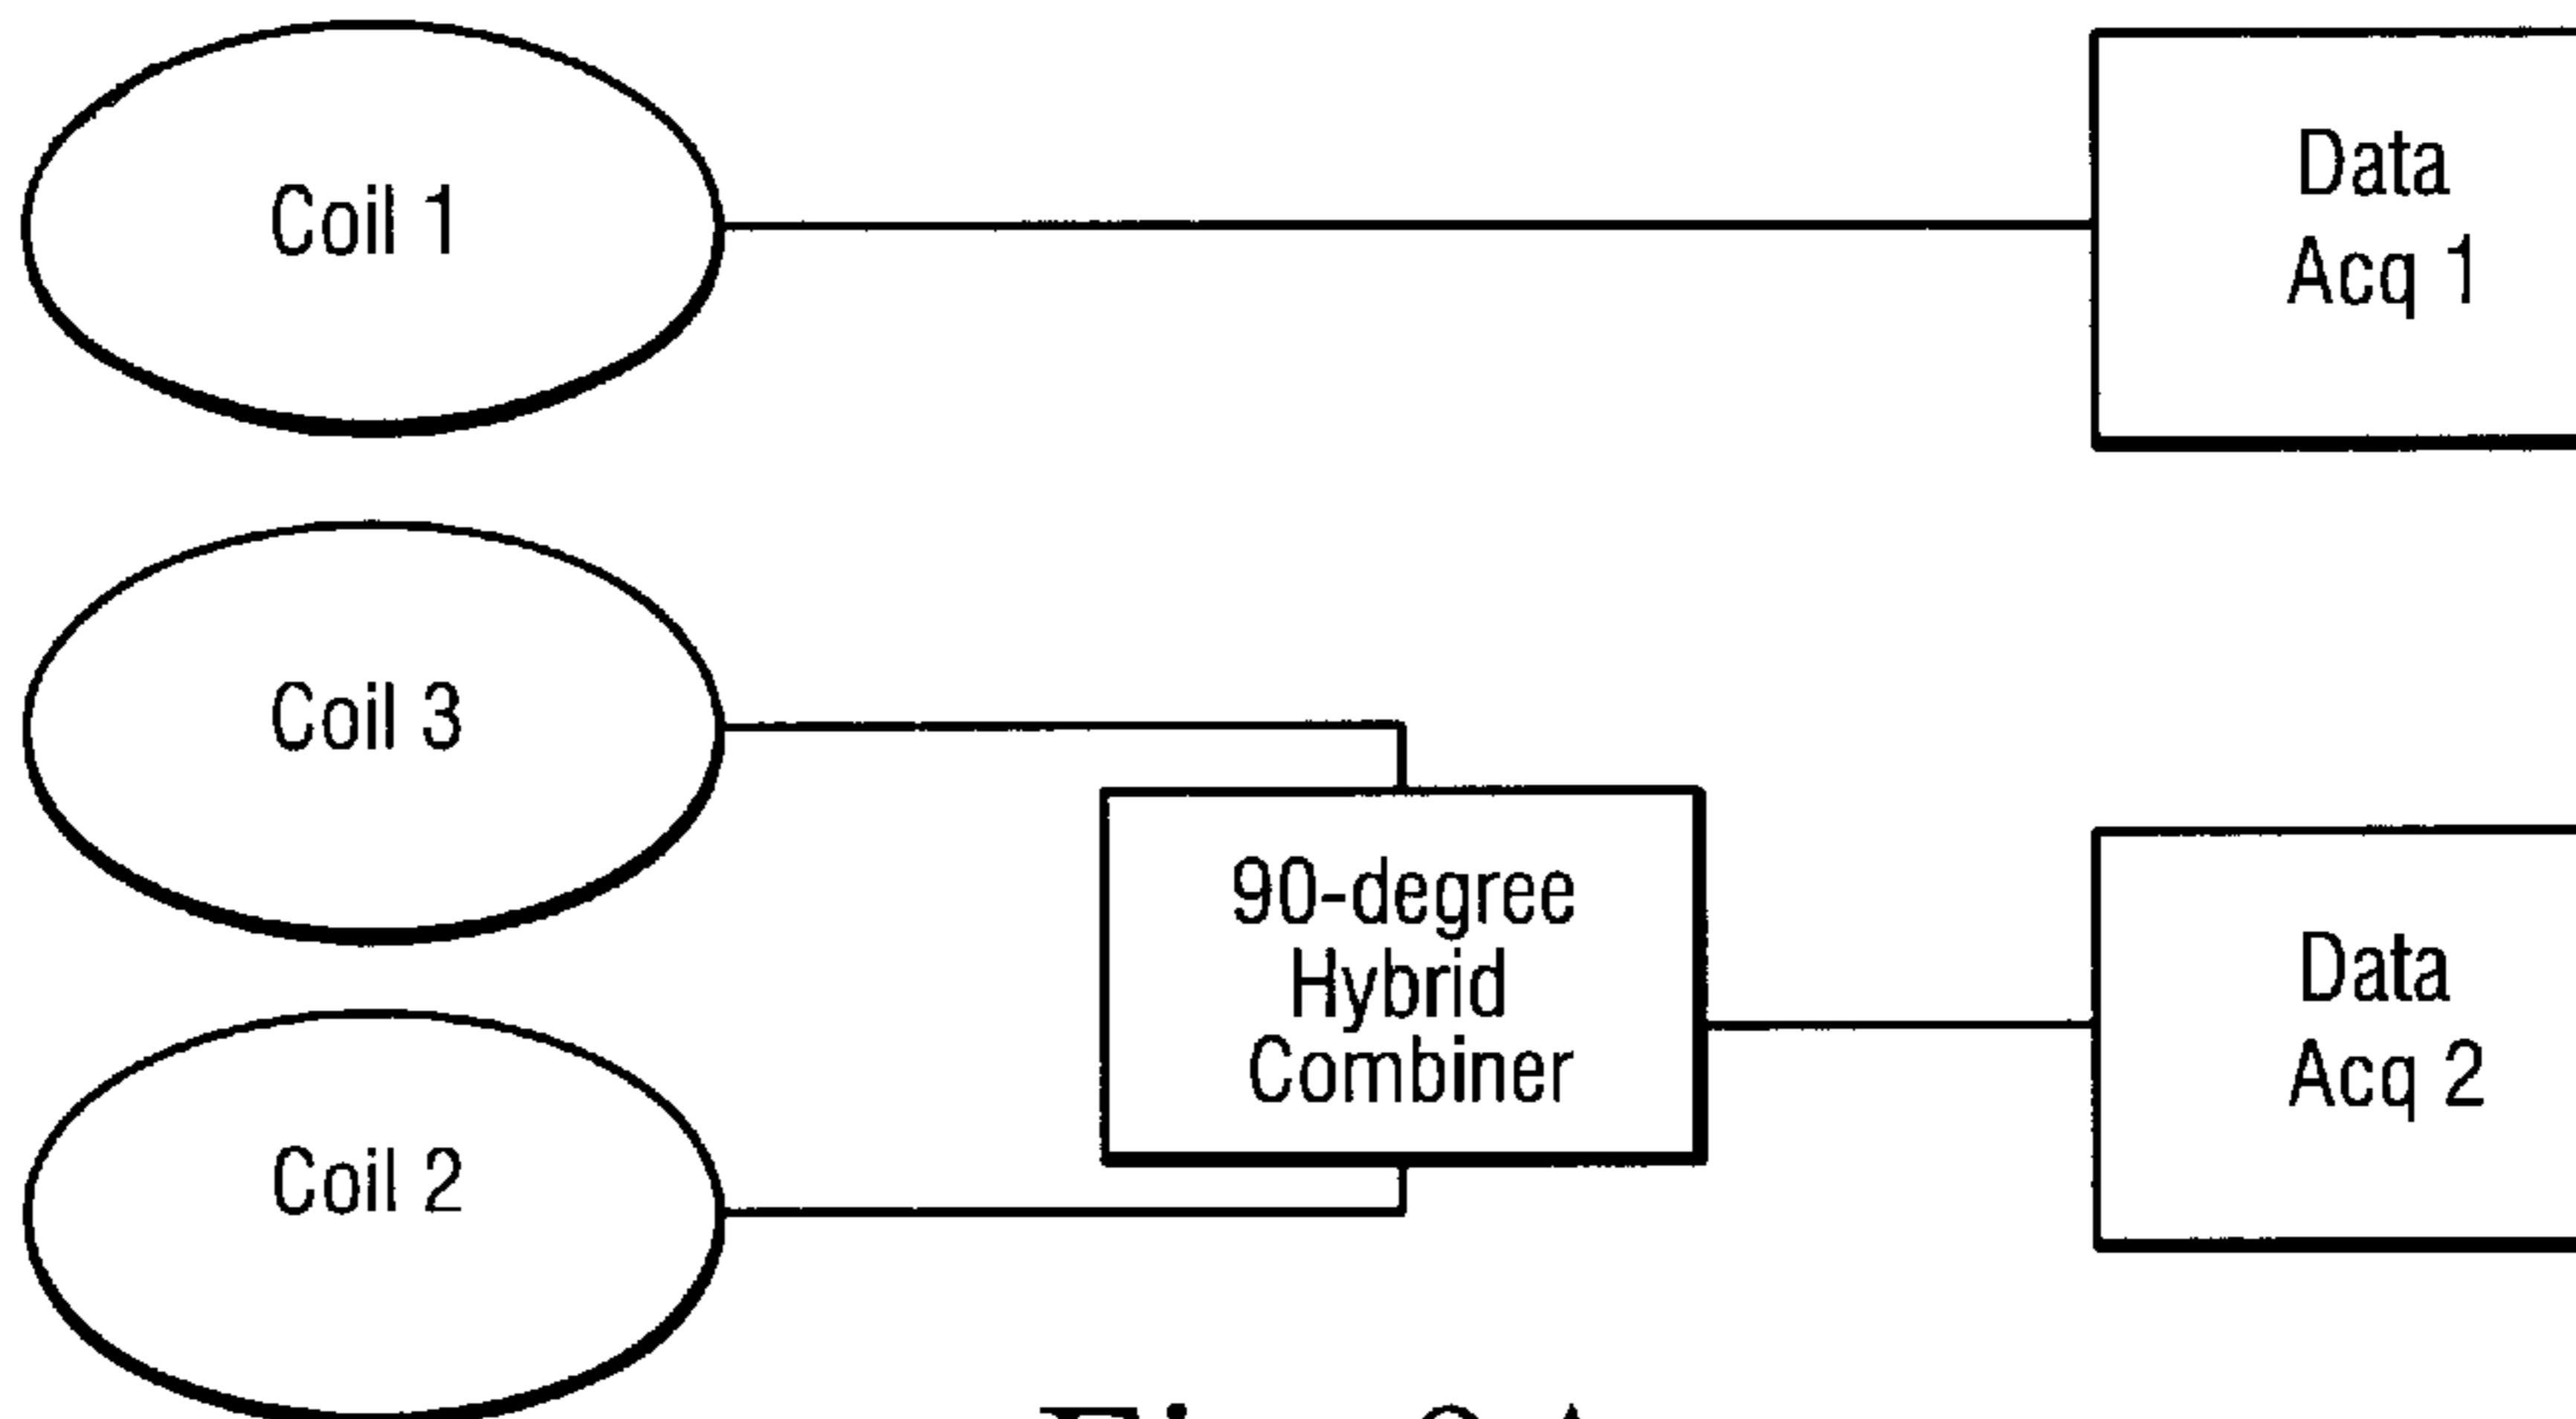 Coil 1
Data
Acq 1
Coil 3
90-degree
Hybrid
Combiner
Data
Acq 2
Coil 2